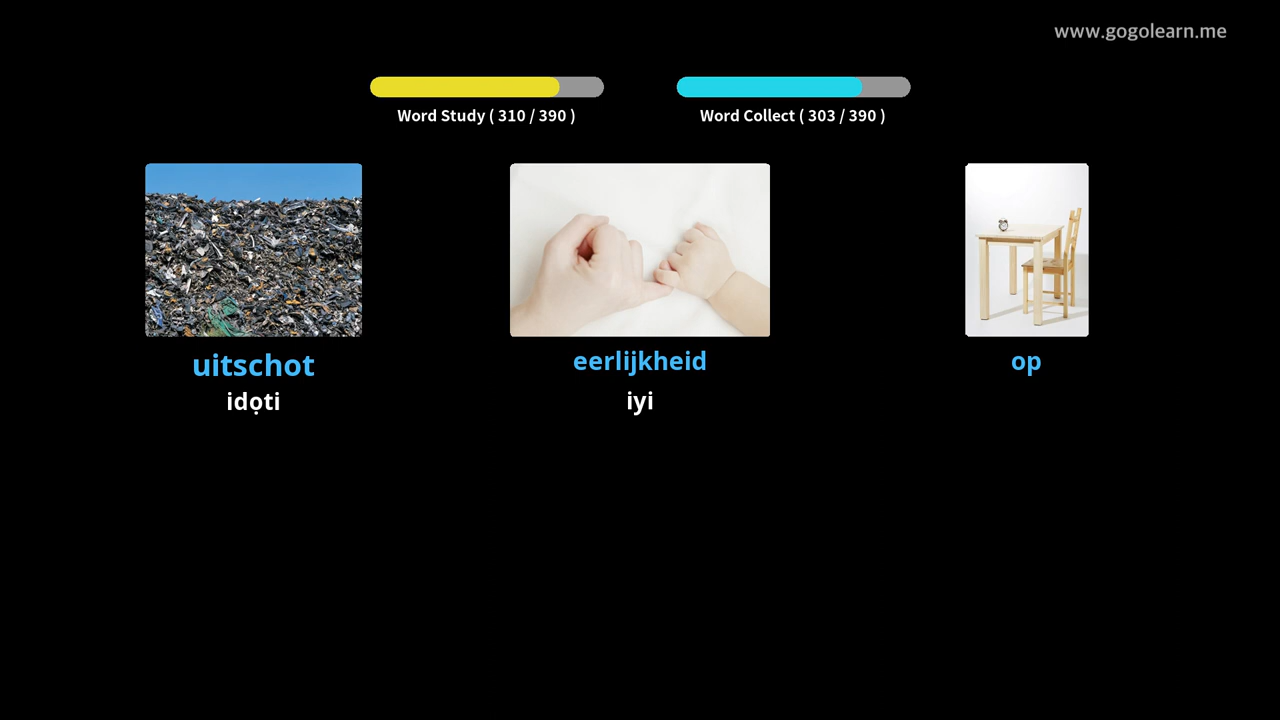 www.gogolearn.me
Word Study ( 310 / 390 )
Word Collect ( 303 / 390 )
uitschot
eerlijkheid
op
idọti
iyi